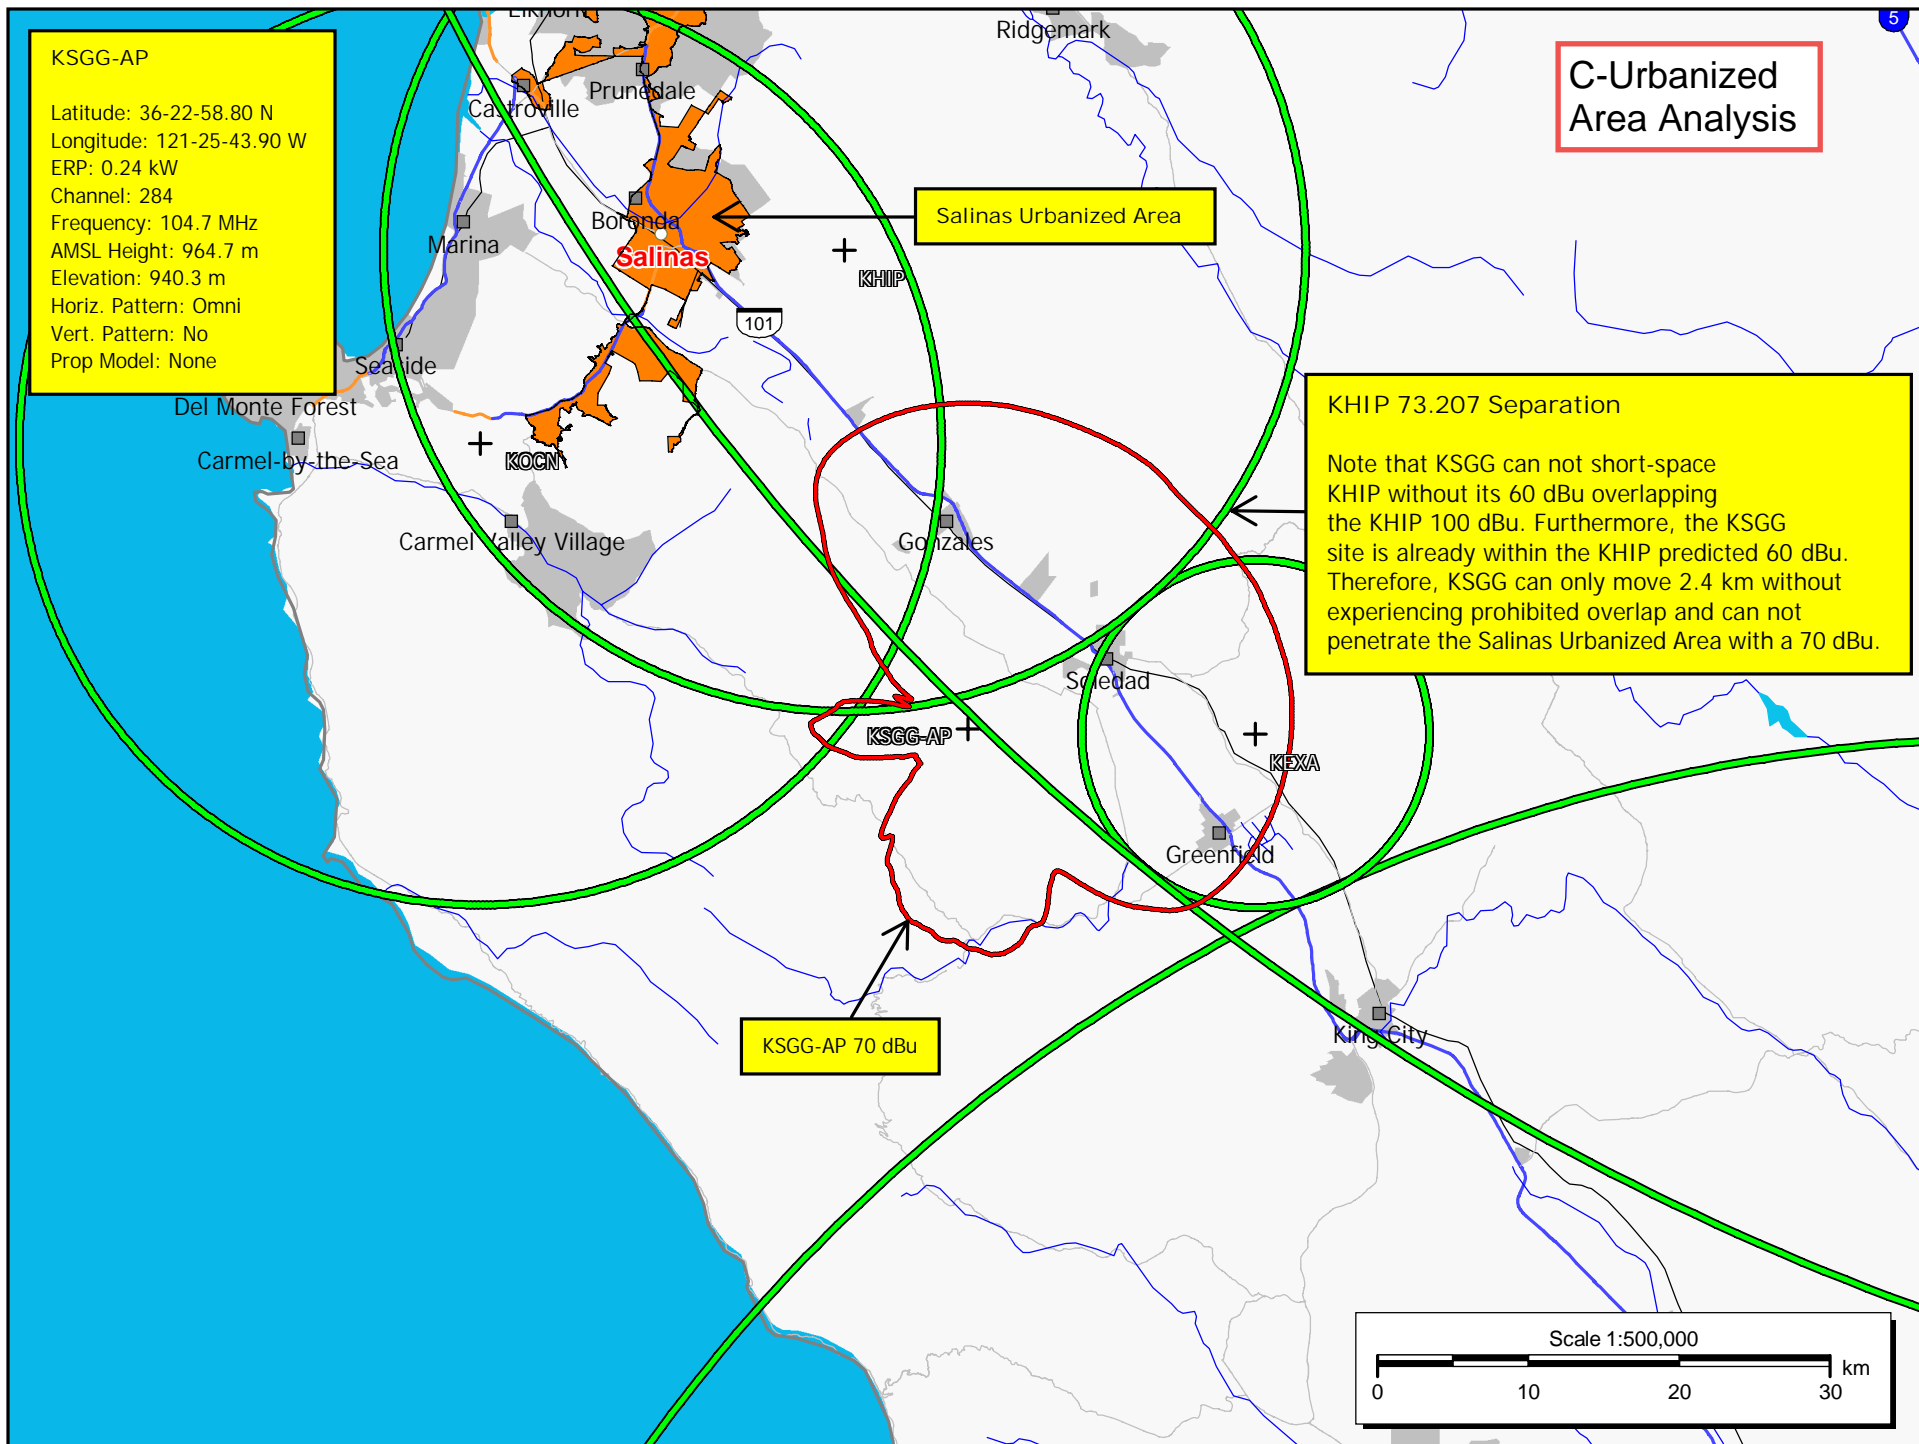 Elkhorn
Ridgemark
5
KSGG-AP
Latitude: 36-22-58.80 N
Longitude: 121-25-43.90 W
ERP: 0.24 kW
Channel: 284
Frequency: 104.7 MHz
AMSL Height: 964.7 m
Elevation: 940.3 m
Horiz. Pattern: Omni
Vert. Pattern: No
Prop Model: None
C-Urbanized
Area Analysis
Prunedale
Castroville
Salinas Urbanized Area
Boronda
Marina
Salinas
KHIP
101
Seaside
Del Monte Forest
Carmel-by-the-Sea
KOCN
KHIP 73.207 Separation
Note that KSGG can not short-space
KHIP without its 60 dBu overlapping
the KHIP 100 dBu. Furthermore, the KSGG
site is already within the KHIP predicted 60 dBu.
Therefore, KSGG can only move 2.4 km without
experiencing prohibited overlap and can not
penetrate the Salinas Urbanized Area with a 70 dBu.
Carmel Valley Village
Gonzales
Soledad
KSGG-AP
KEXA
Greenfield
King City
KSGG-AP 70 dBu
Scale 1:500,000
km
0 10 20 30